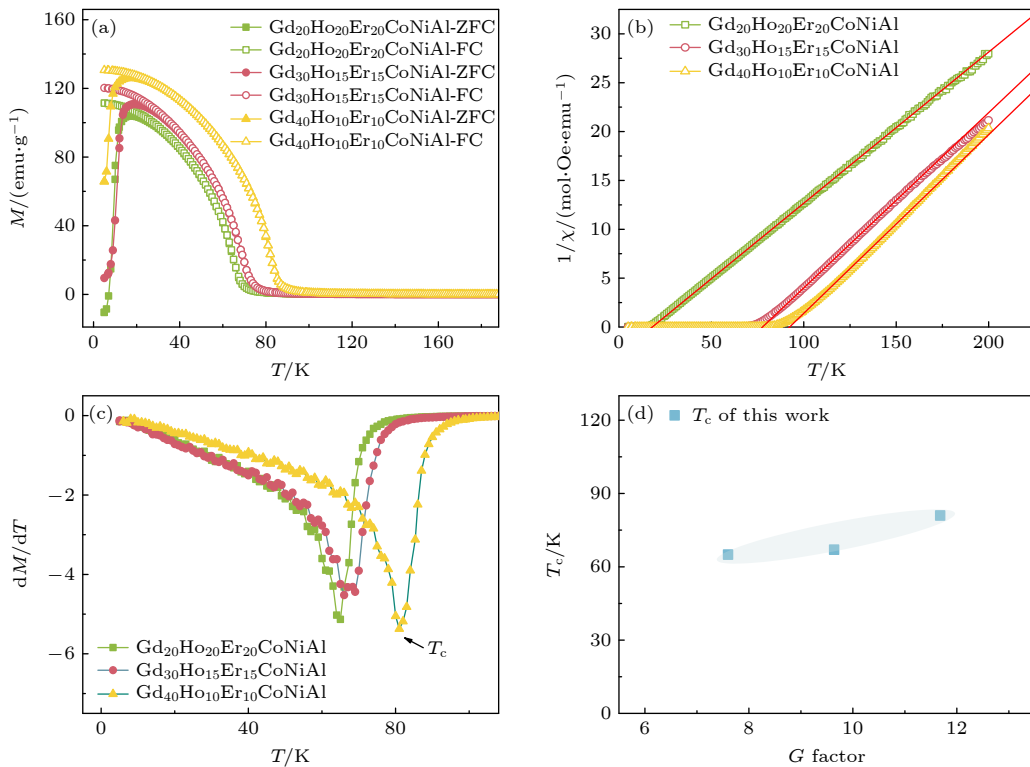 (a)
Gd20Ho20Er20CoNiAl-ZFC
Gd20Ho20Er20CoNiAl-FC
Gd30Ho15Er15CoNiAl-ZFC
Gd30Ho15Er15CoNiAl-FC
Gd40Ho10Er10CoNiAl-ZFC
Gd40Ho10Er10CoNiAl-FC
160
120
80
40
0
M/(emu·g−1)
0 40 80 120 160
T/K
(b)
Gd20Ho20Er20CoNiAl
Gd30Ho15Er15CoNiAl
Gd40Ho10Er10CoNiAl
30
25
20
15
10
5
0
1/χ/(mol·Oe·emu−1)
0 50 100 150 200
T/K
(c)
0
−2
−4
−6
dM/dT
Tc
Gd20Ho20Er20CoNiAl
Gd30Ho15Er15CoNiAl
Gd40Ho10Er10CoNiAl
0 40 80
T/K
(d)
Tc of this work
120
90
60
30
0
Tc/K
6 8 10 12
G factor